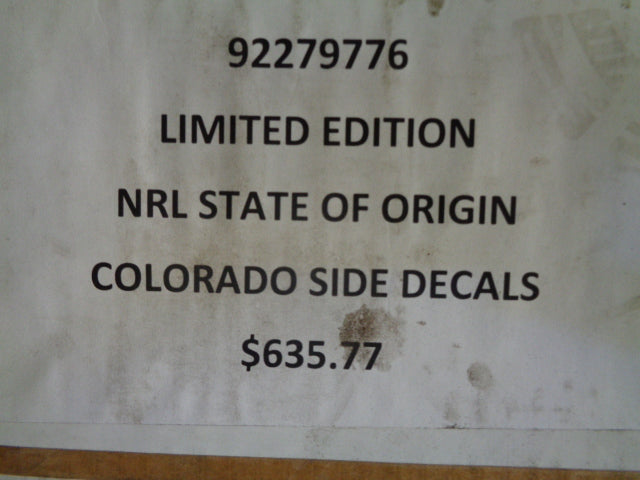 92279776
LIMITED EDITION
NRL STATE OF ORIGIN
COLORADO SIDE DECALS
$635.77